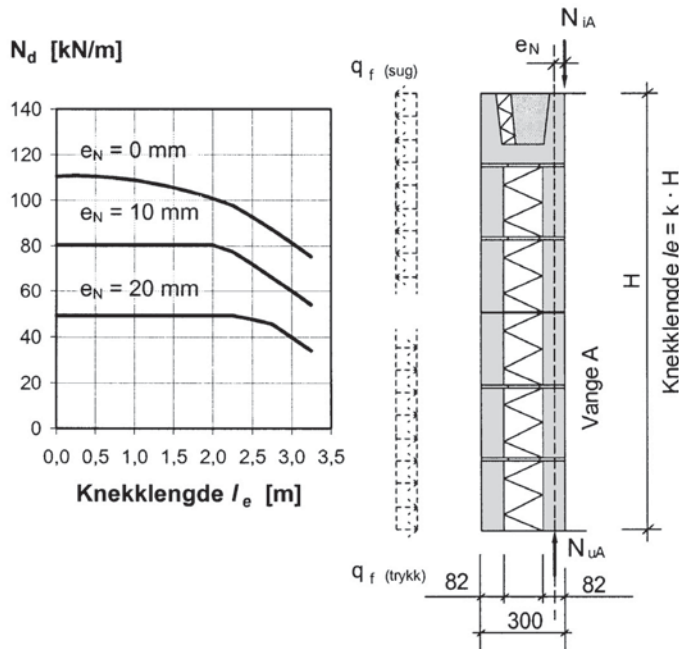 N_d [kN/m]
140
120
100
80
60
40
20
0
e_N = 0 mm
e_N = 10 mm
e_N = 20 mm
0,0 0,5 1,0 1,5 2,0 2,5 3,0 3,5
Knekklengde l_e [m]
N_iA
e_N
q_f (sug)
H
Knekklengde le = k · H
Vange A
N_uA
q_f (trykk)
82
82
300